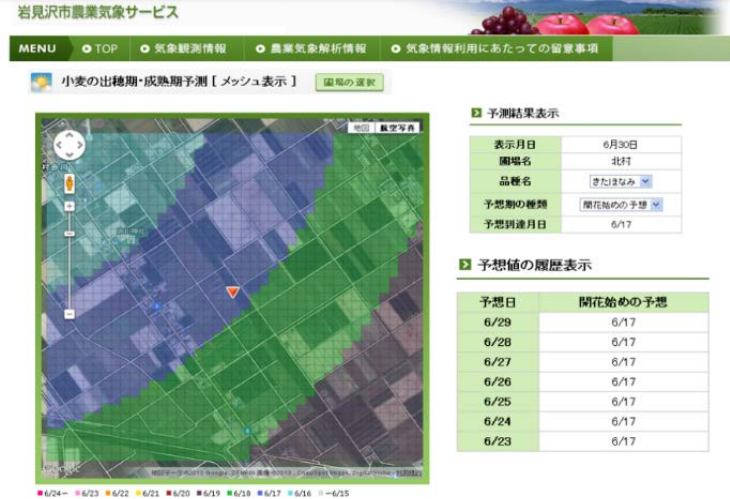 岩見沢市農業気象サービス
MENU TOP 気象観測情報 農業気象解析情報 気象情報利用にあたっての留意事項
小麦の出穂期・成熟期予測 [ メッシュ表示 ] 圃場の選択
地図 航空写真
予測結果表示
表示月日 6月30日
圃場名 北村
品種名 きたほなみ
予想期の種類 開花始めの予想
予想到達月日 6/17
予想値の履歴表示
予想日 開花始めの予想
6/29 6/17
6/28 6/17
6/27 6/17
6/26 6/17
6/25 6/17
6/24 6/17
6/23 6/17
Google
6/24ー 6/23 6/22 6/21 6/20 6/19 6/18 6/17 6/16 ー6/15